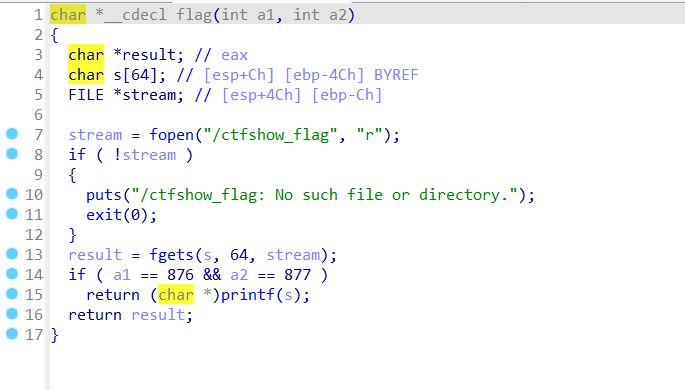 1 char *__cdecl flag(int a1, int a2)
2 {
3   char *result; // eax
4   char s[64]; // [esp+Ch] [ebp-4Ch] BYREF
5   FILE *stream; // [esp+4Ch] [ebp-Ch]
6
7   stream = fopen("/ctfshow_flag", "r");
8   if ( !stream )
9   {
10     puts("/ctfshow_flag: No such file or directory.");
11     exit(0);
12   }
13   result = fgets(s, 64, stream);
14   if ( a1 == 876 && a2 == 877 )
15     return (char *)printf(s);
16   return result;
17 }